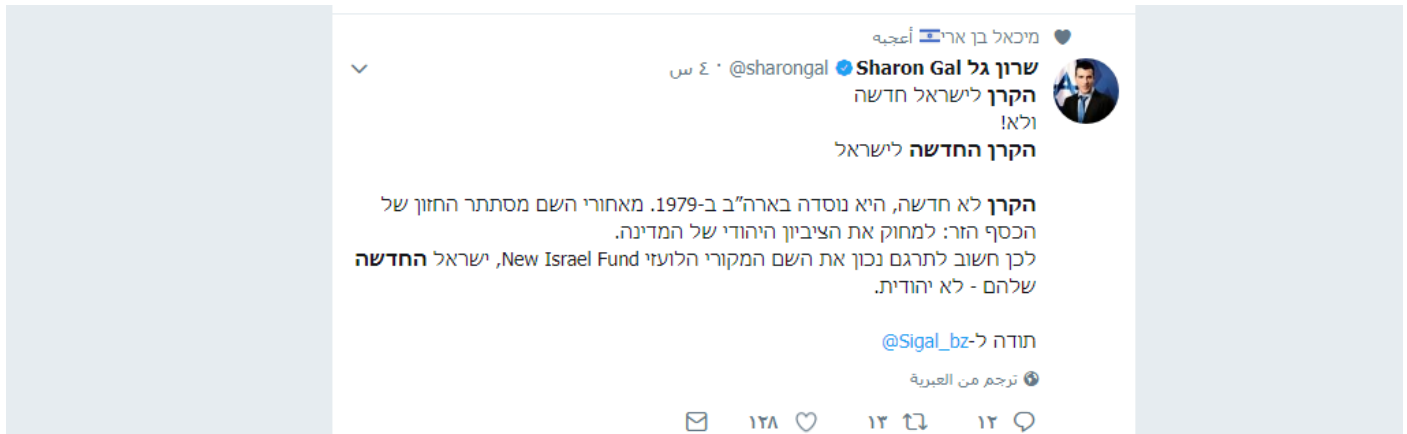 מיכאל בן ארי🇮🇱 أعجبه
שרון גל Sharon Gal @sharongal · ٤ س
הקרן לישראל חדשה
ולא!
הקרן החדשה לישראל
הקרן לא חדשה, היא נוסדה בארה"ב ב-1979. מאחורי השם מסתתר החזון של
הכסף הזר: למחוק את הציביון היהודי של המדינה.
לכן חשוב לתרגם נכון את השם המקורי הלועזי New Israel Fund, ישראל החדשה
שלהם - לא יהודית.
תודה ל-@Sigal_bz
ترجم من العبرية
١٢ ١٣ ١٢٨